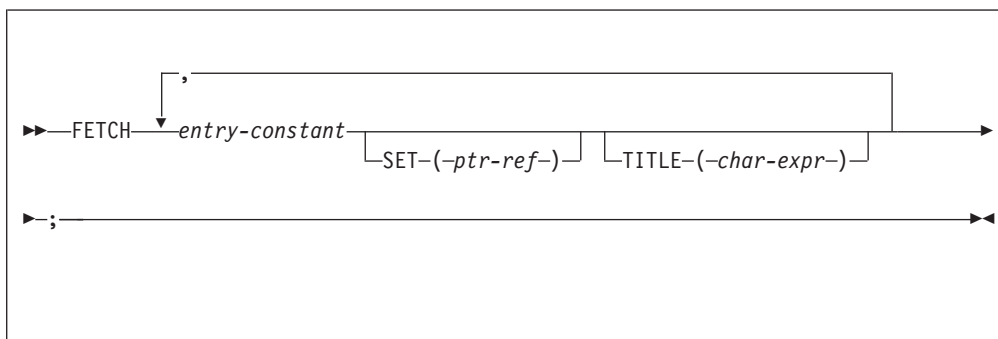 ,
FETCH entry-constant
SET ( ptr-ref ) TITLE ( char-expr )
;